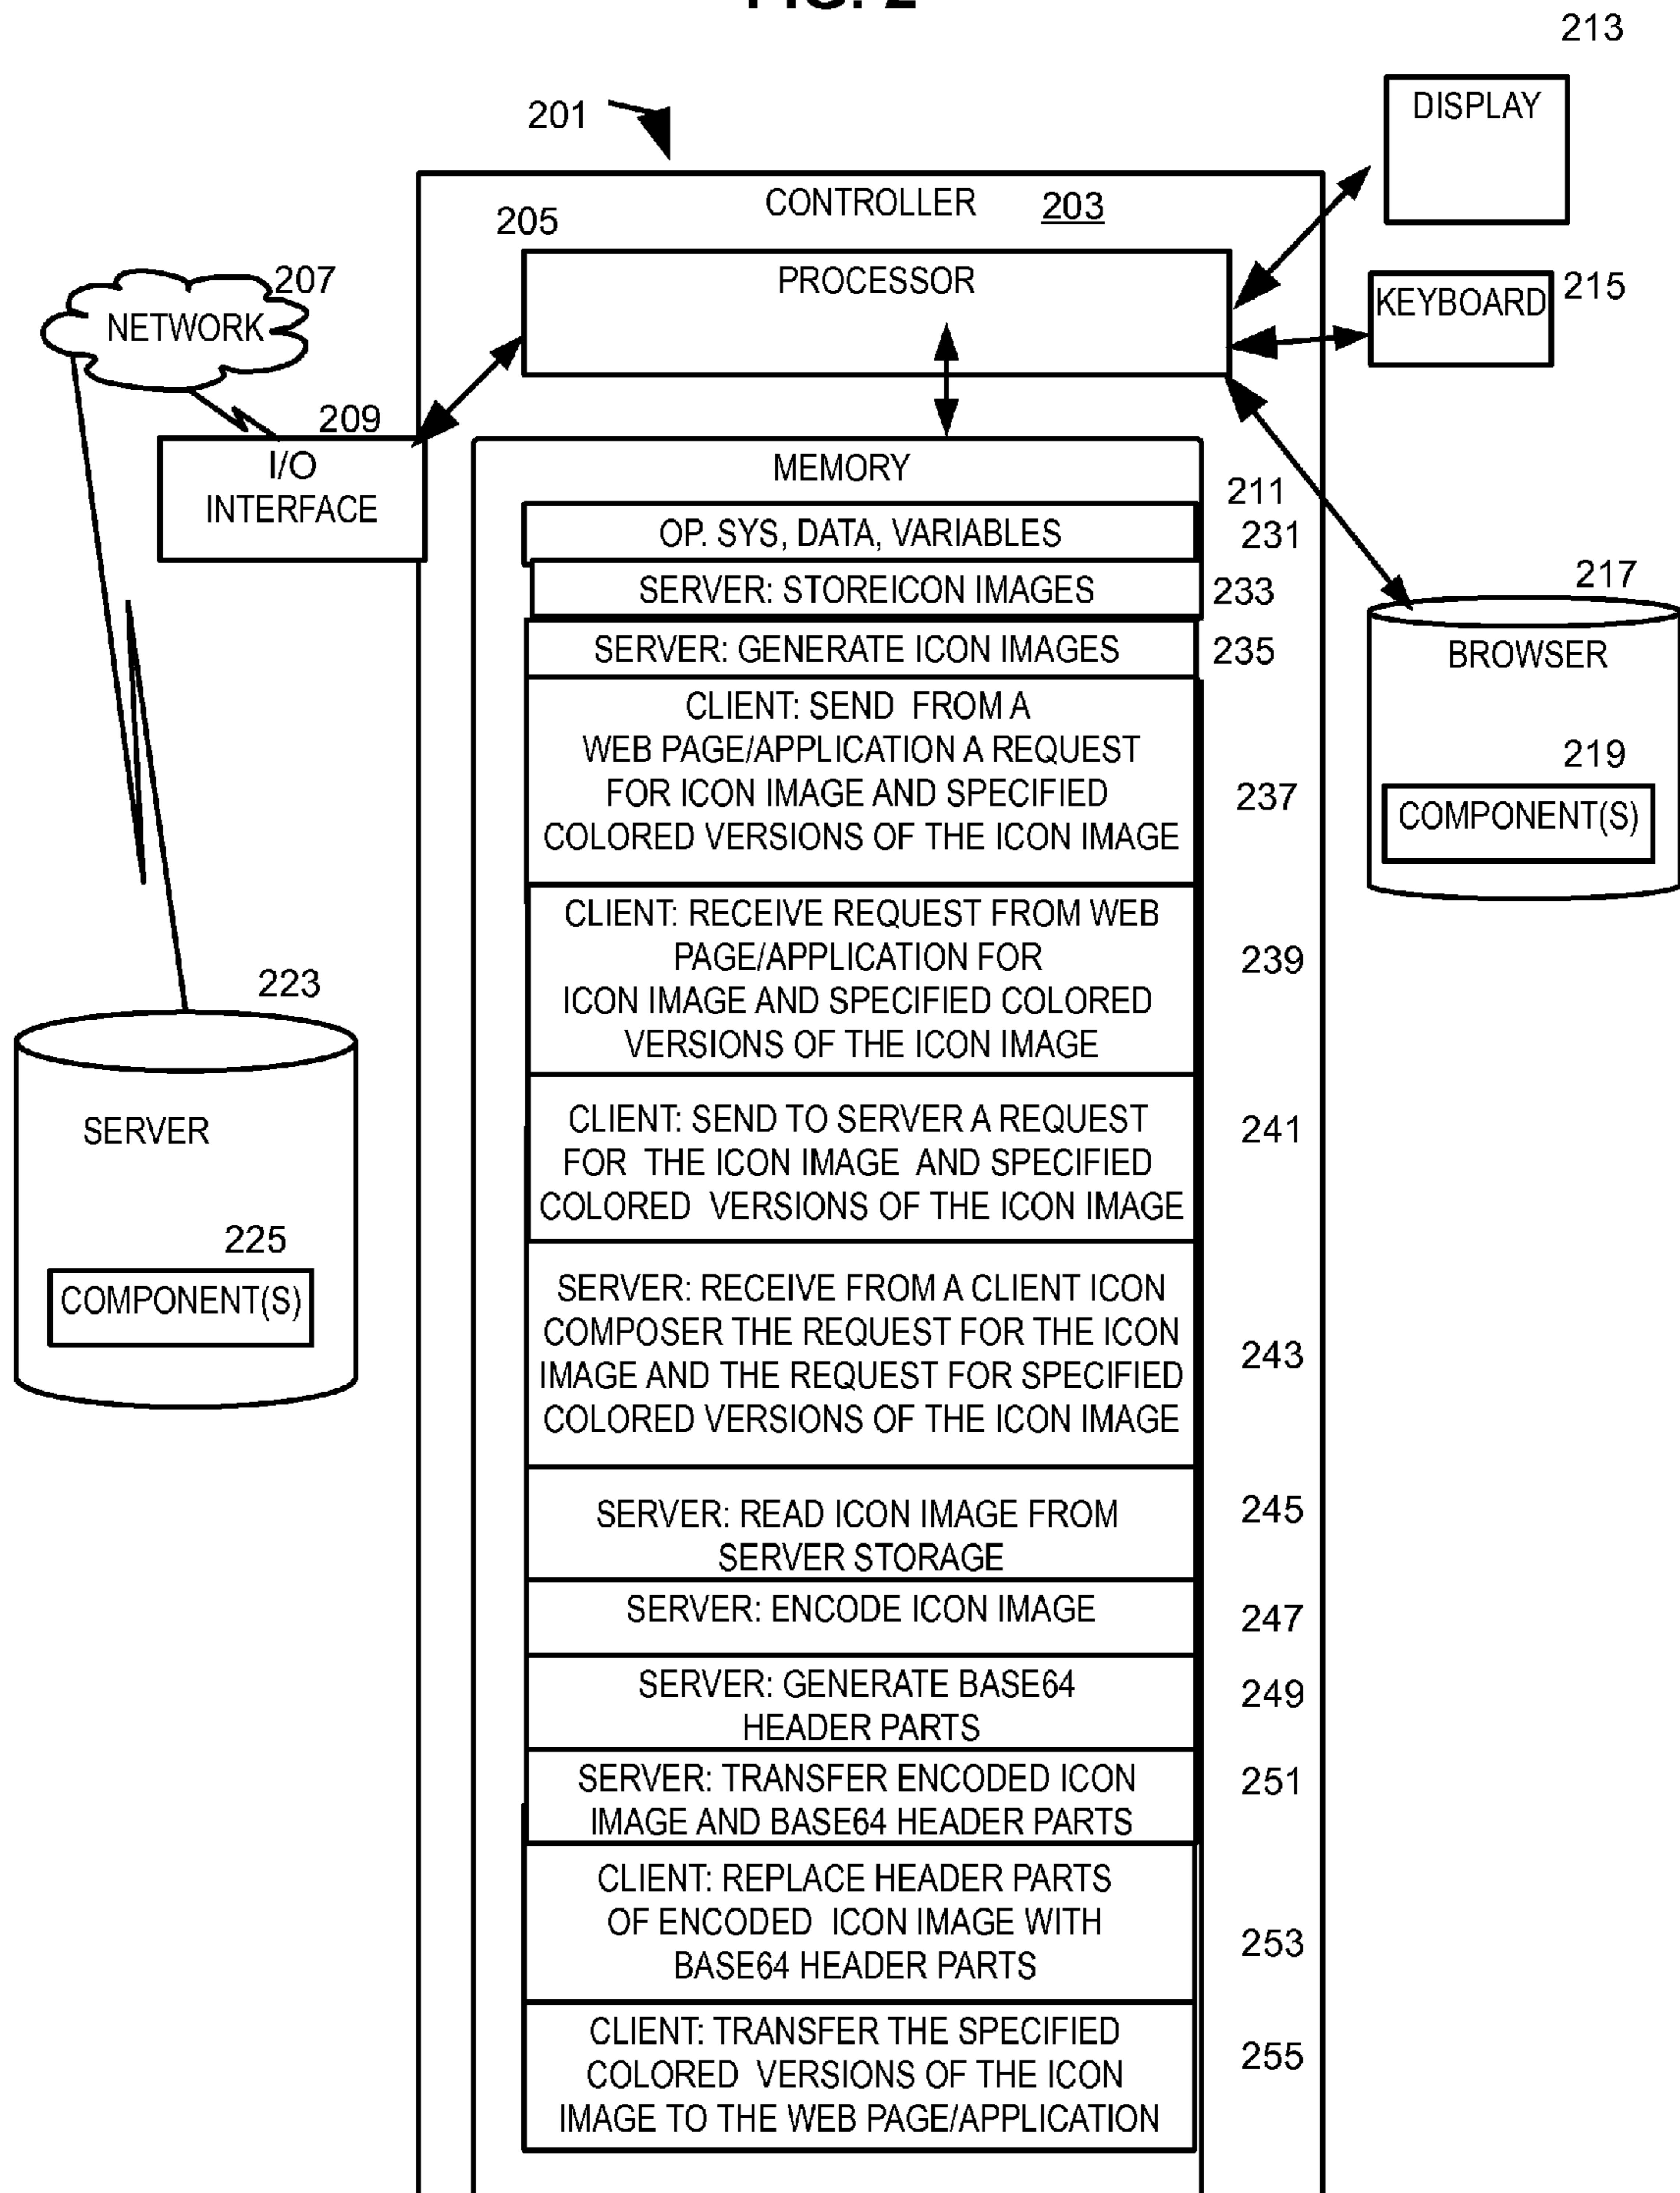 FIG. 2
213
DISPLAY
201
CONTROLLER 203
205
PROCESSOR
207
NETWORK
KEYBOARD
215
209
I/O
INTERFACE
MEMORY
211
OP. SYS, DATA, VARIABLES
231
SERVER: STOREICON IMAGES
233
SERVER: GENERATE ICON IMAGES
235
217
BROWSER
219
COMPONENT(S)
CLIENT: SEND FROM A
WEB PAGE/APPLICATION A REQUEST
FOR ICON IMAGE AND SPECIFIED
COLORED VERSIONS OF THE ICON IMAGE
237
CLIENT: RECEIVE REQUEST FROM WEB
PAGE/APPLICATION FOR
ICON IMAGE AND SPECIFIED COLORED
VERSIONS OF THE ICON IMAGE
239
223
SERVER
225
COMPONENT(S)
CLIENT: SEND TO SERVER A REQUEST
FOR THE ICON IMAGE AND SPECIFIED
COLORED VERSIONS OF THE ICON IMAGE
241
SERVER: RECEIVE FROM A CLIENT ICON
COMPOSER THE REQUEST FOR THE ICON
IMAGE AND THE REQUEST FOR SPECIFIED
COLORED VERSIONS OF THE ICON IMAGE
243
SERVER: READ ICON IMAGE FROM
SERVER STORAGE
245
SERVER: ENCODE ICON IMAGE
247
SERVER: GENERATE BASE64
HEADER PARTS
249
SERVER: TRANSFER ENCODED ICON
IMAGE AND BASE64 HEADER PARTS
251
CLIENT: REPLACE HEADER PARTS
OF ENCODED ICON IMAGE WITH
BASE64 HEADER PARTS
253
CLIENT: TRANSFER THE SPECIFIED
COLORED VERSIONS OF THE ICON
IMAGE TO THE WEB PAGE/APPLICATION
255